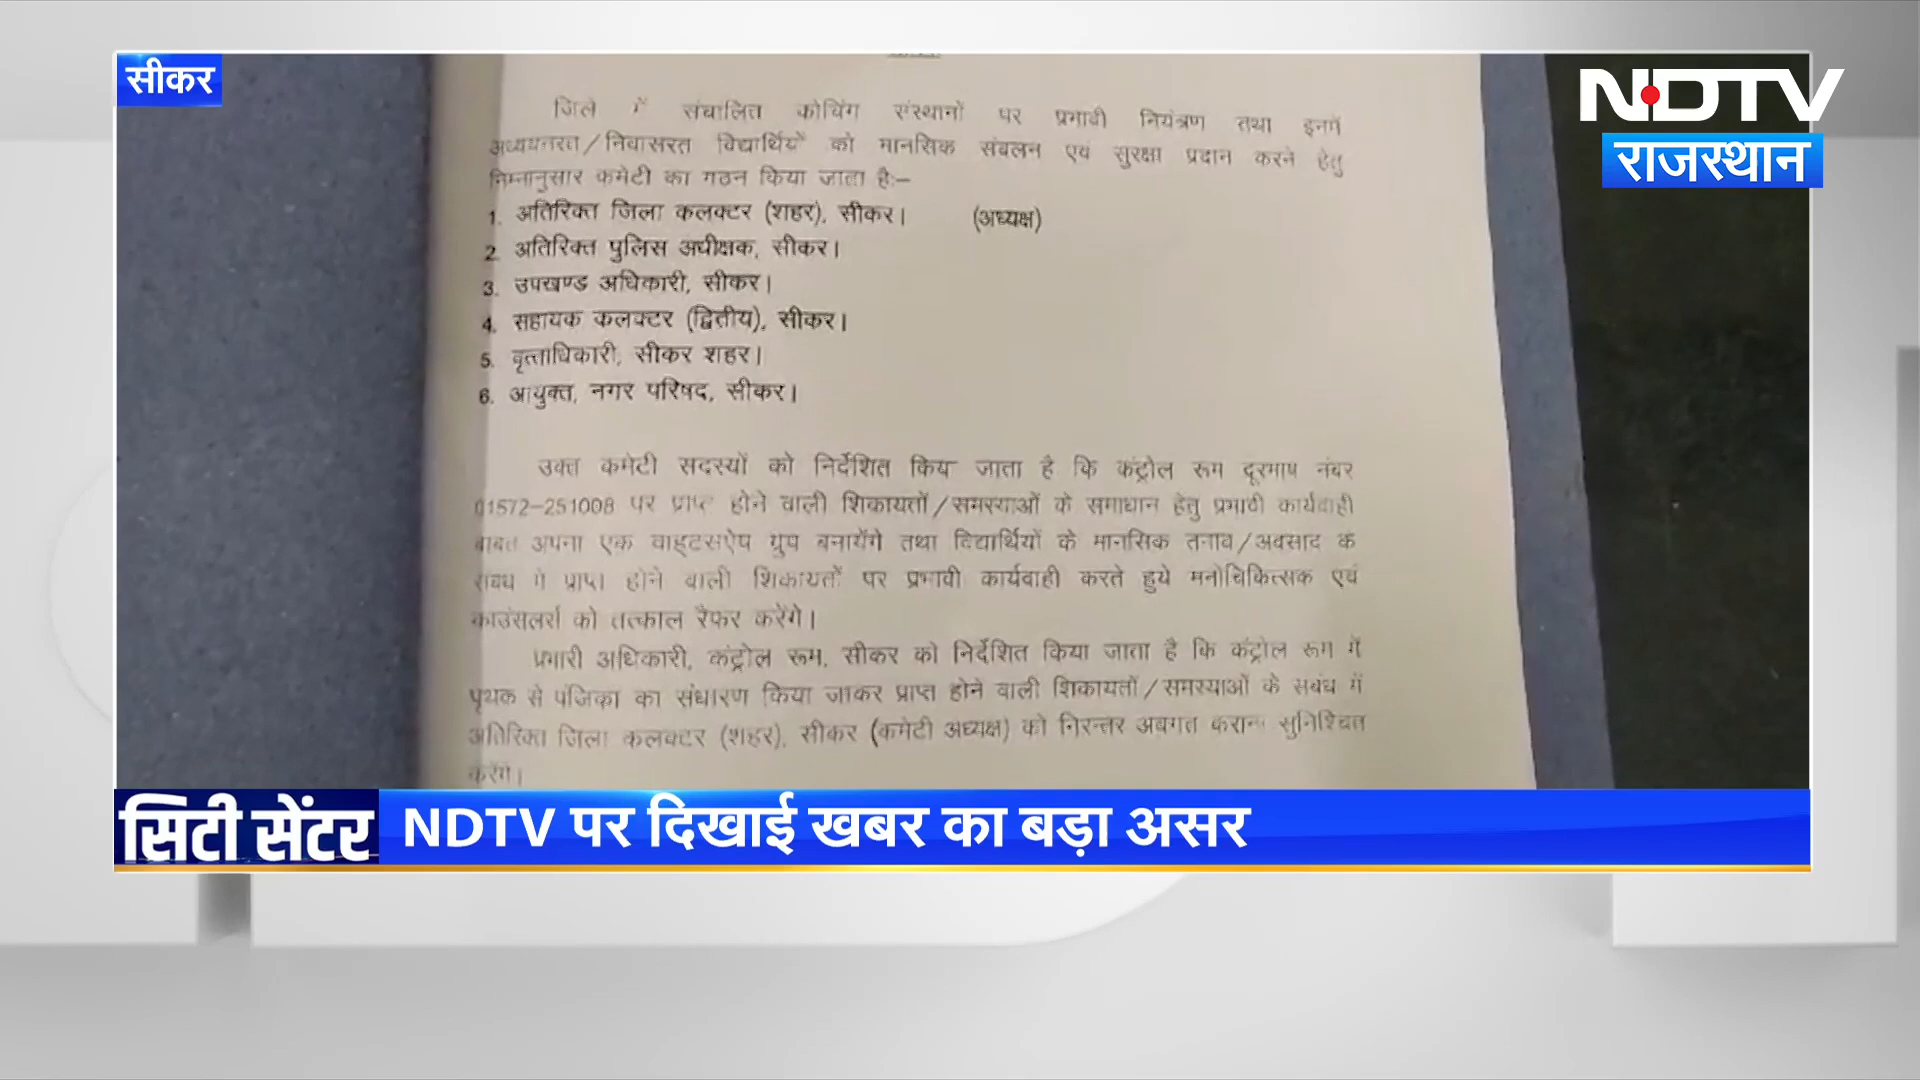 सीकर
NDTV
राजस्थान
जिले में संचालित कोचिंग संस्थानों पर प्रभावी नियंत्रण तथा इनमें
अध्ययनरत/निवासरत विद्यार्थियों को मानसिक संबलन एवं सुरक्षा प्रदान करने हेतु
निम्नानुसार कमेटी का गठन किया जाता है:–
1. अतिरिक्त जिला कलक्टर (शहर), सीकर। (अध्यक्ष)
2. अतिरिक्त पुलिस अधीक्षक, सीकर।
3. उपखण्ड अधिकारी, सीकर।
4. सहायक कलक्टर (द्वितीय), सीकर।
5. वृत्ताधिकारी, सीकर शहर।
6. आयुक्त, नगर परिषद, सीकर।
उक्त कमेटी सदस्यों को निर्देशित किया जाता है कि कंट्रोल रूम दूरभाष नंबर
01572–251008 पर प्राप्त होने वाली शिकायतों/समस्याओं के समाधान हेतु प्रभावी कार्यवाही
बाबत अपना एक वाह्टसऐप ग्रुप बनायेंगे तथा विद्यार्थियों के मानसिक तनाव/अवसाद के
संबंध में प्राप्त होने वाली शिकायतों पर प्रभावी कार्यवाही करते हुये मनोचिकित्सक एवं
काउंसलर्स को तत्काल रैफर करेंगे।
प्रभारी अधिकारी, कंट्रोल रूम, सीकर को निर्देशित किया जाता है कि कंट्रोल रूम में
पृथक से पंजिका का संधारण किया जाकर प्राप्त होने वाली शिकायतों/समस्याओं के संबंध में
अतिरिक्त जिला कलक्टर (शहर), सीकर (कमेटी अध्यक्ष) को निरन्तर अवगत कराना सुनिश्चित
करेंगे।
सिटी सेंटर
NDTV पर दिखाई खबर का बड़ा असर